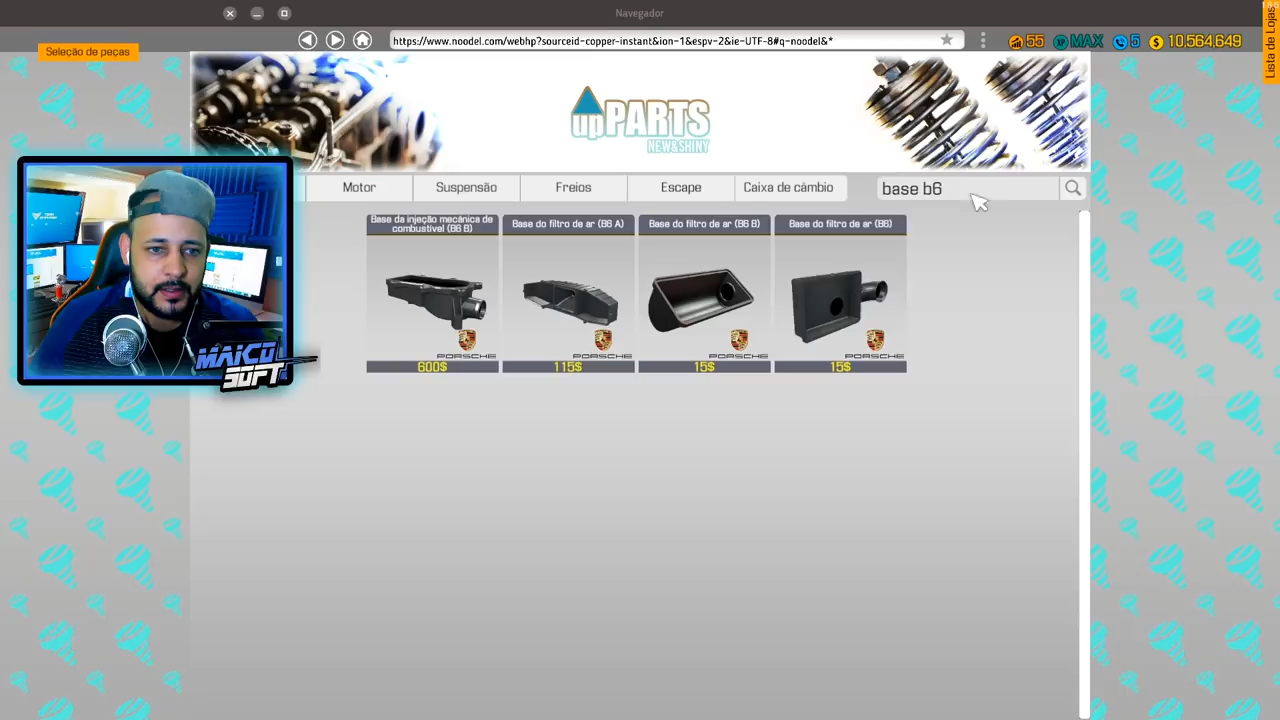 Navegador
Seleção de peças
https://www.noodel.com/webhp?sourceid-copper-instant&ion-1&espv-2&ie-UTF-8#q-noodel&*
55 MAX 5 $ 10,564,649
Lista de Lojas
upPARTS
NEW&SHINY
Motor
Suspensão
Freios
Escape
Caixa de câmbio
base b6
Base da injeção mecânica de
combustível (B6 B)
Base do filtro de ar (B6 A)
Base do filtro de ar (B6 B)
Base do filtro de ar (B6)
PORSCHE
PORSCHE
PORSCHE
PORSCHE
600$
115$
15$
15$
MAICO
SOFT